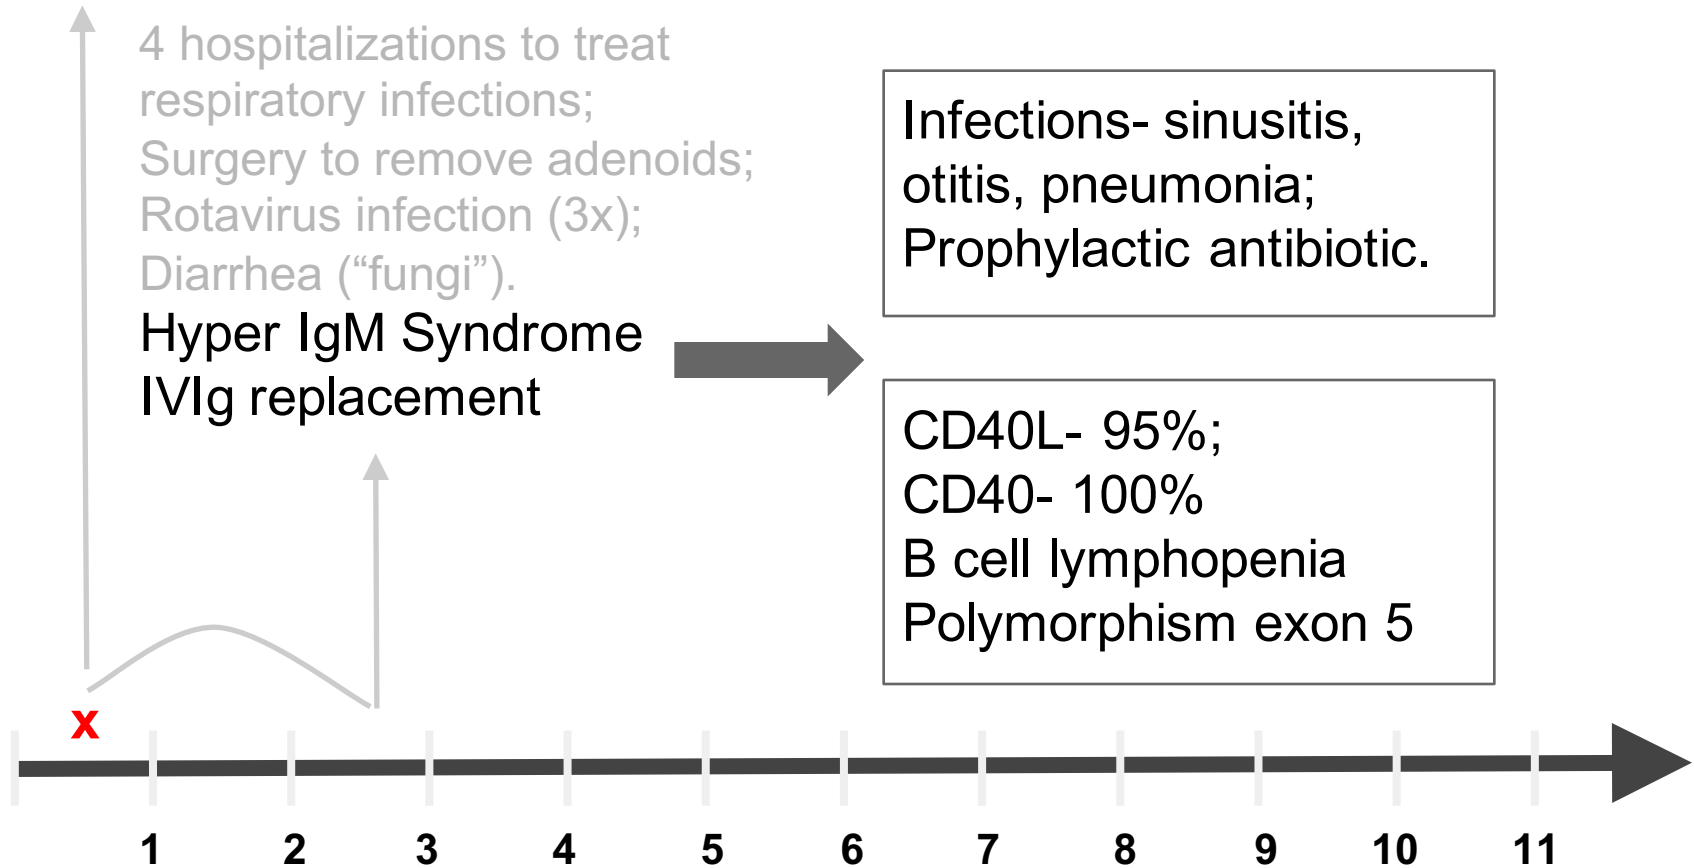 4 hospitalizations to treat
respiratory infections;
Surgery to remove adenoids;
Rotavirus infection (3x);
Diarrhea (“fungi”).
Hyper IgM Syndrome
IVIg replacement
Infections- sinusitis,
otitis, pneumonia;
Prophylactic antibiotic.
CD40L- 95%;
CD40- 100%
B cell lymphopenia
Polymorphism exon 5
x
1 2 3 4 5 6 7 8 9 10 11